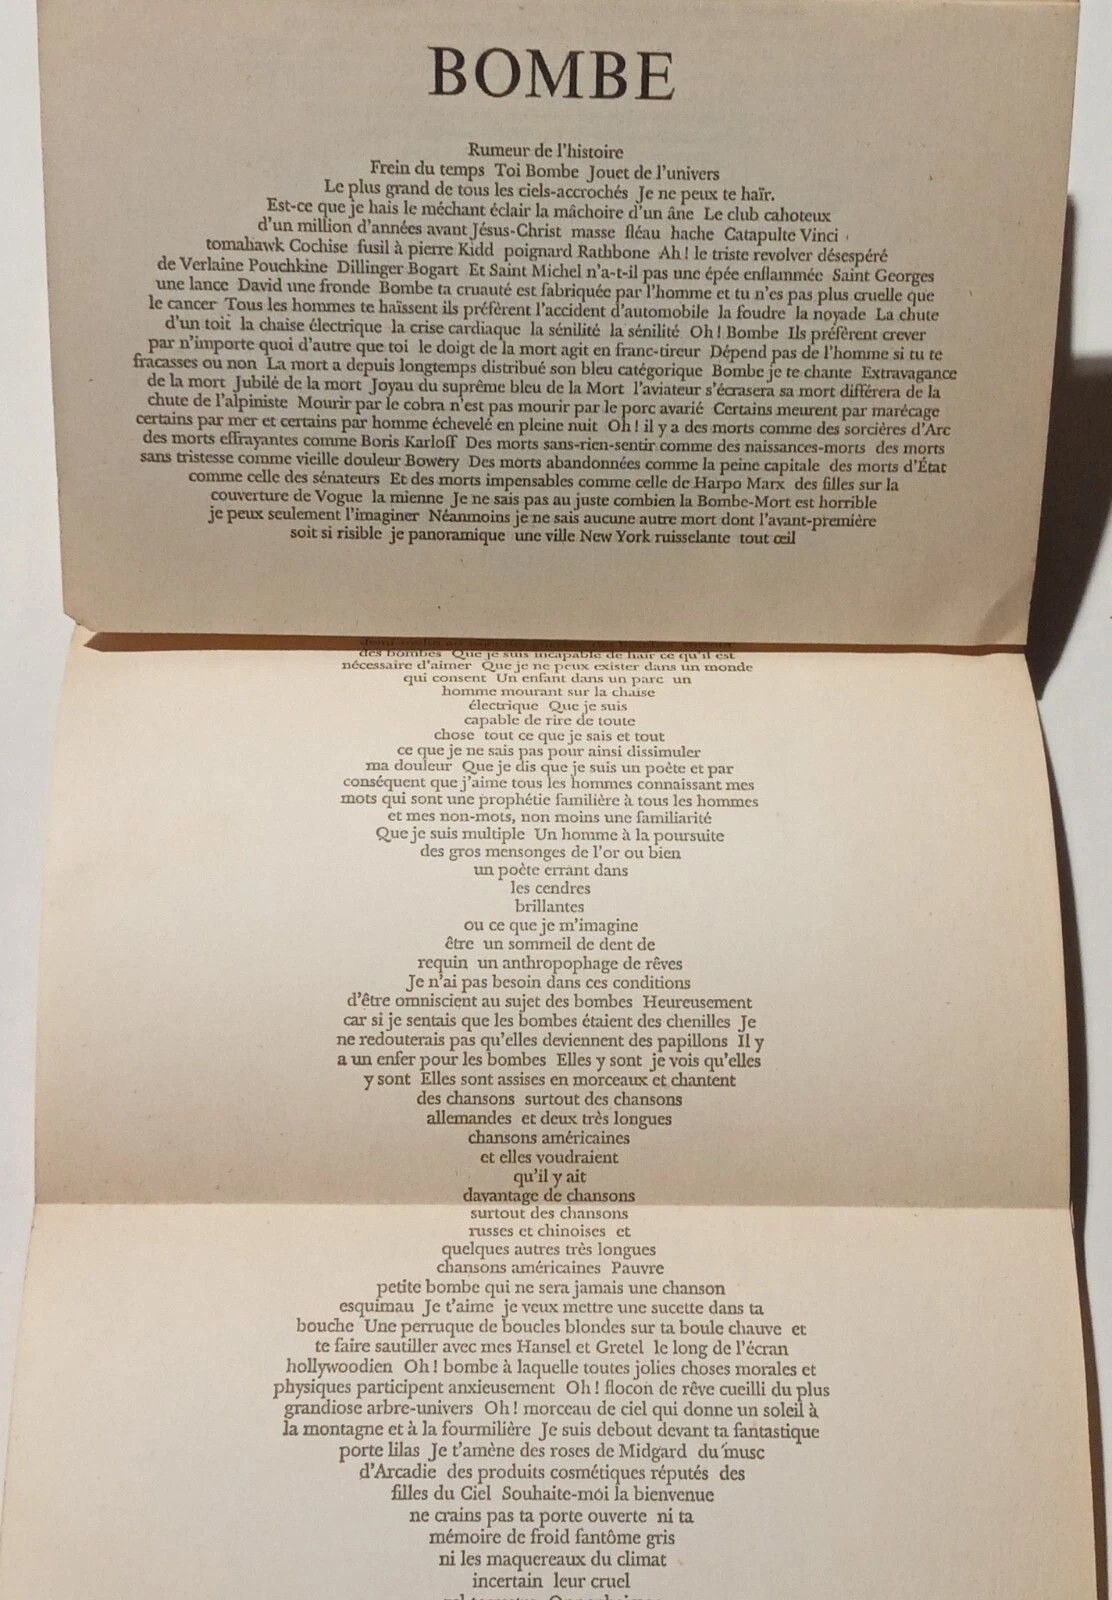 BOMBE
Rumeur de l'histoire
Frein du temps Toi Bombe Jouet de l'univers
Le plus grand de tous les ciels-accrochés Je ne peux te haïr.
Est-ce que je hais le méchant éclair la mâchoire d'un âne Le club cahoteux
d'un million d'années avant Jésus-Christ masse fléau hache Catapulte Vinci
tomahawk Cochise fusil à pierre Kidd poignard Rathbone Ah! le triste revolver désespéré
de Verlaine Pouchkine Dillinger Bogart Et Saint Michel n'a-t-il pas une épée enflammée Saint Georges
une lance David une fronde Bombe ta cruauté est fabriquée par l'homme et tu n'es pas plus cruelle que
le cancer Tous les hommes te haïssent ils préfèrent l'accident d'automobile la foudre la noyade La chute
d'un toit la chaise électrique la crise cardiaque la sénilité la sénilité Oh! Bombe Ils préfèrent crever
par n'importe quoi d'autre que toi le doigt de la mort agit en franc-tireur Dépend pas de l'homme si tu te
fracasses ou non La mort a depuis longtemps distribué son bleu catégorique Bombe je te chante Extravagance
de la mort Jubilé de la mort Joyau du suprême bleu de la Mort l'aviateur s'écrasera sa mort différera de la
chute de l'alpiniste Mourir par le cobra n'est pas mourir par le porc avarié Certains meurent par marécage
certains par mer et certains par homme échevelé en pleine nuit Oh! il y a des morts comme des sorcières d'Arc
des morts effrayantes comme Boris Karloff Des morts sans-rien-sentir comme des naissances-morts des morts
sans tristesse comme vieille douleur Bowery Des morts abandonnées comme la peine capitale des morts d'État
comme celle des sénateurs Et des morts impensables comme celle de Harpo Marx des filles sur la
couverture de Vogue la mienne Je ne sais pas au juste combien la Bombe-Mort est horrible
je peux seulement l'imaginer Néanmoins je ne sais aucune autre mort dont l'avant-première
soit si risible je panoramique une ville New York ruisselante tout œil
des bombes Que je suis incapable de haïr ce qu'il est
nécessaire d'aimer Que je ne peux exister dans un monde
qui consent Un enfant dans un parc un
homme mourant sur la chaise
électrique Que je suis
capable de rire de toute
chose tout ce que je sais et tout
ce que je ne sais pas pour ainsi dissimuler
ma douleur Que je dis que je suis un poète et par
conséquent que j'aime tous les hommes connaissant mes
mots qui sont une prophétie familière à tous les hommes
et mes non-mots, non moins une familiarité
Que je suis multiple Un homme à la poursuite
des gros mensonges de l'or ou bien
un poète errant dans
les cendres
brillantes
ou ce que je m'imagine
être un sommeil de dent de
requin un anthropophage de rêves
Je n'ai pas besoin dans ces conditions
d'être omniscient au sujet des bombes Heureusement
car si je sentais que les bombes étaient des chenilles Je
ne redouterais pas qu'elles deviennent des papillons Il y
a un enfer pour les bombes Elles y sont je vois qu'elles
y sont Elles sont assises en morceaux et chantent
des chansons surtout des chansons
allemandes et deux très longues
chansons américaines
et elles voudraient
qu'il y ait
davantage de chansons
surtout des chansons
russes et chinoises et
quelques autres très longues
chansons américaines Pauvre
petite bombe qui ne sera jamais une chanson
esquimau Je t'aime je veux mettre une sucette dans ta
bouche Une perruque de boucles blondes sur ta boule chauve et
te faire sautiller avec mes Hansel et Gretel le long de l'écran
hollywoodien Oh! bombe à laquelle toutes jolies choses morales et
physiques participent anxieusement Oh! flocon de rêve cueilli du plus
grandiose arbre-univers Oh! morceau de ciel qui donne un soleil à
la montagne et à la fourmilière Je suis debout devant ta fantastique
porte lilas Je t'amène des roses de Midgard du musc
d'Arcadie des produits cosmétiques réputés des
filles du Ciel Souhaite-moi la bienvenue
ne crains pas ta porte ouverte ni ta
mémoire de froid fantôme gris
ni les maquereaux du climat
incertain leur cruel